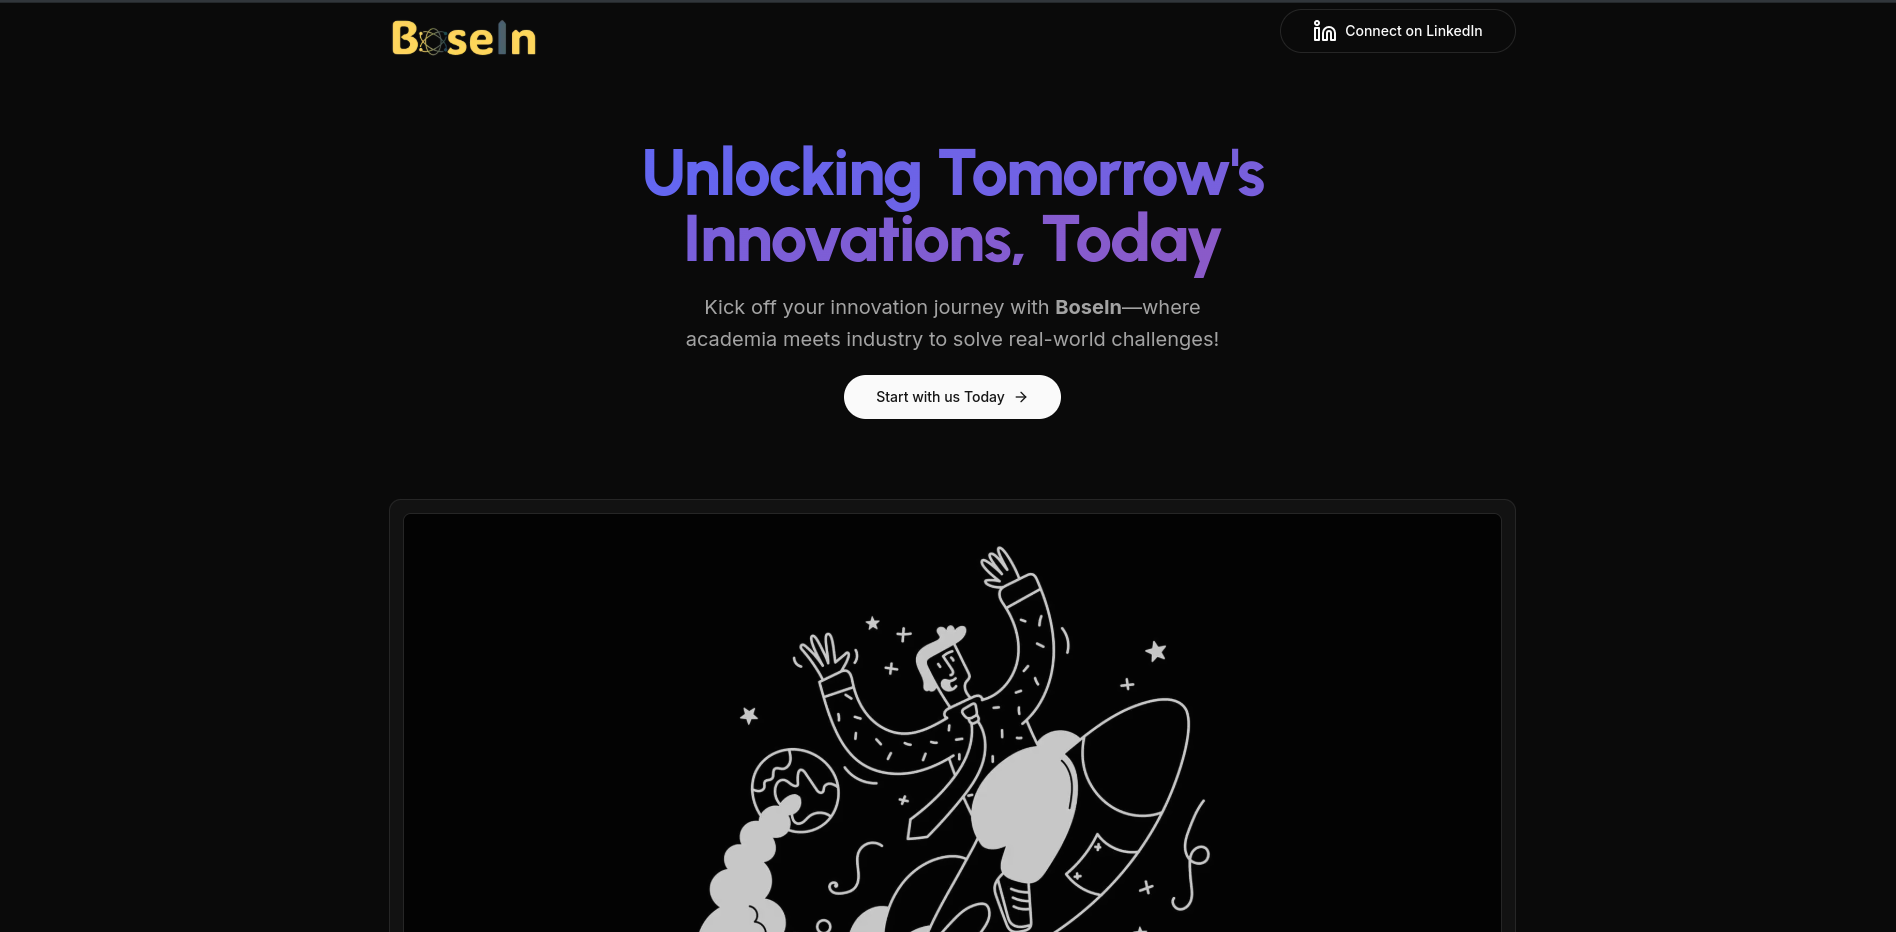 BoseIn
Connect on LinkedIn
Unlocking Tomorrow's
Innovations, Today
Kick off your innovation journey with BoseIn—where
academia meets industry to solve real-world challenges!
Start with us Today